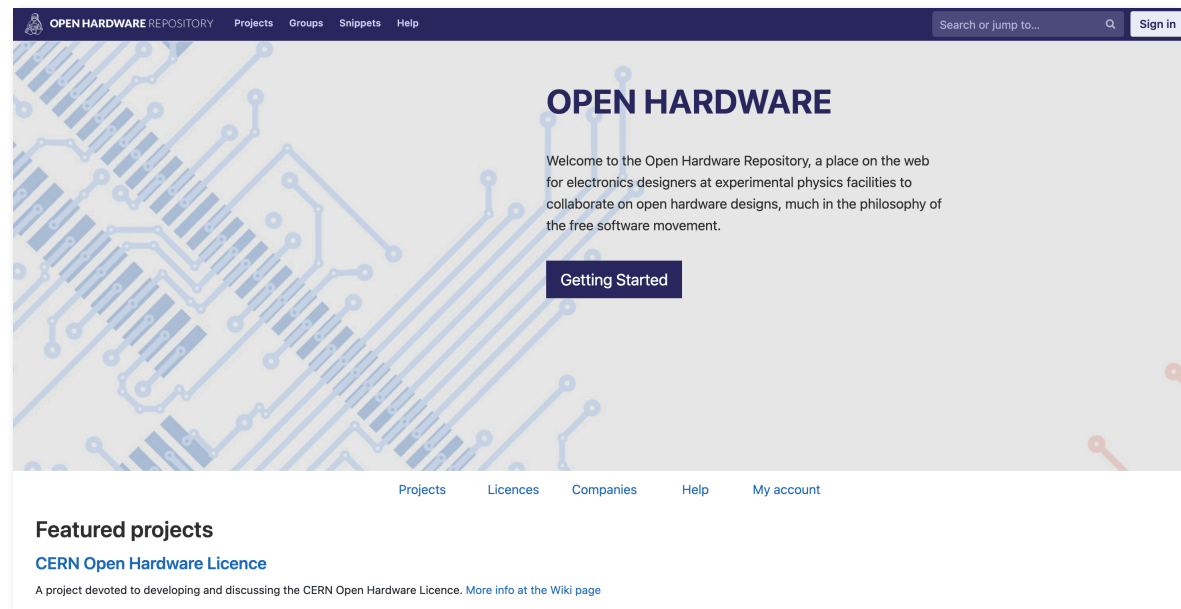 OPEN HARDWARE REPOSITORY Projects Groups Snippets Help Search or jump to... Sign in
OPEN HARDWARE
Welcome to the Open Hardware Repository, a place on the web
for electronics designers at experimental physics facilities to
collaborate on open hardware designs, much in the philosophy of
the free software movement.
Getting Started
Projects Licences Companies Help My account
Featured projects
CERN Open Hardware Licence
A project devoted to developing and discussing the CERN Open Hardware Licence. More info at the Wiki page